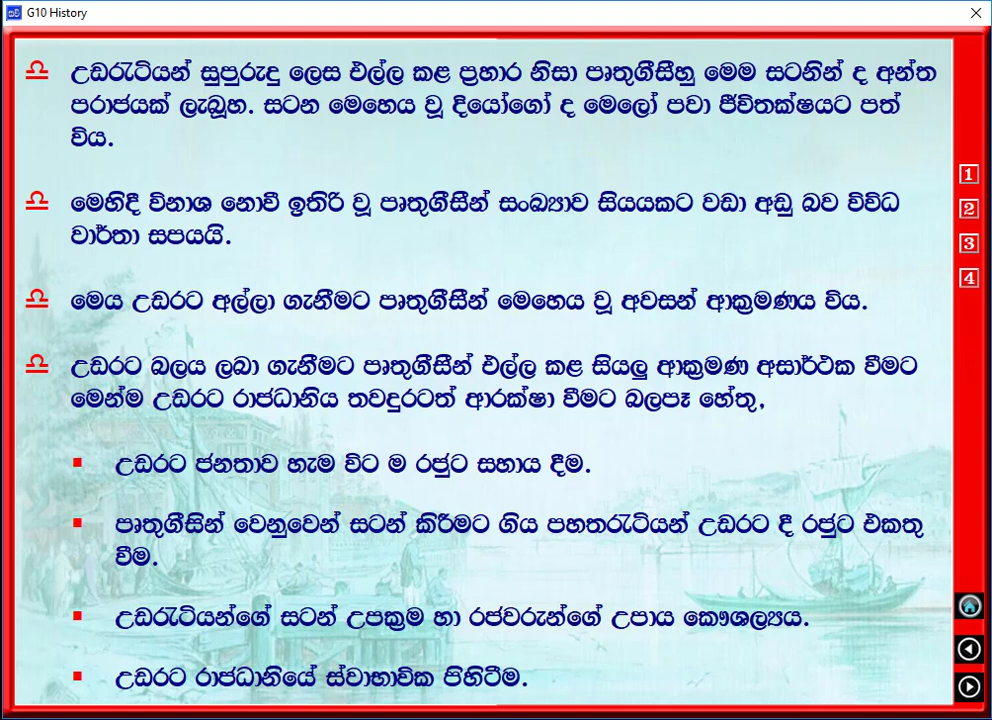 G10 History
උඩරැටියන් සුපුරුදු ලෙස එල්ල කළ ප්‍රහාර නිසා පෘතුගීසීහු මෙම සටනින් ද අන්ත
පරාජයක් ලැබූහ. සටන මෙහෙය වූ දියෝගෝ ද මෙලෝ පවා ජීවිතක්ෂයට පත්
විය.
මෙහිදී විනාශ නොවී ඉතිරි වූ පෘතුගීසීන් සංඛ්‍යාව සියයකට වඩා අඩු බව විවිධ
වාර්තා සපයයි.
මෙය උඩරට අල්ලා ගැනීමට පෘතුගීසීන් මෙහෙය වූ අවසන් ආක්‍රමණය විය.
උඩරට බලය ලබා ගැනීමට පෘතුගීසීන් එල්ල කළ සියලු ආක්‍රමණ අසාර්ථක වීමට
මෙන්ම උඩරට රාජධානිය තවදුරටත් ආරක්ෂා වීමට බලපෑ හේතු,
උඩරට ජනතාව හැම විට ම රජුට සහාය දීම.
පෘතුගීසින් වෙනුවෙන් සටන් කිරීමට ගිය පහතරැටියන් උඩරට දී රජුට එකතු
වීම.
උඩරැටියන්ගේ සටන් උපක්‍රම හා රජවරුන්ගේ උපාය කෞශල්‍යය.
උඩරට රාජධානියේ ස්වාභාවික පිහිටීම.
1
2
3
4